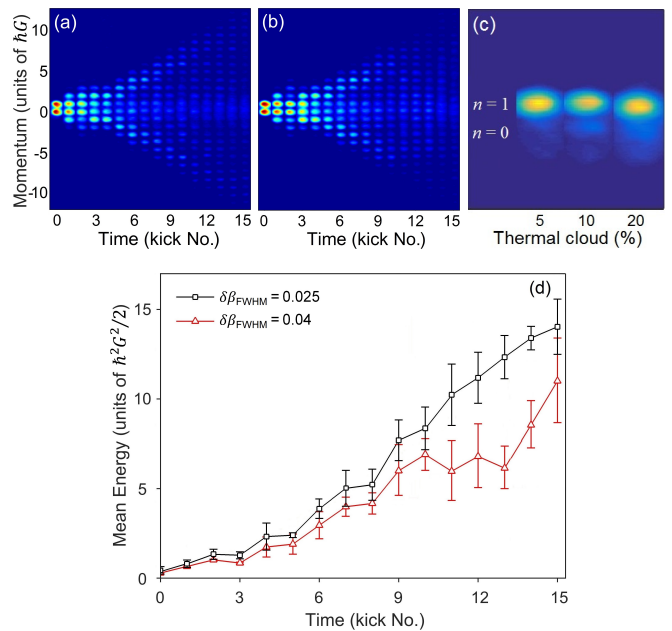 (a)
(b)
(c)
Momentum (units of ℏG)
10
5
0
-5
-10
0 3 6 9 12 15
Time (kick No.)
0 3 6 9 12 15
Time (kick No.)
n = 1
n = 0
5 10 20
Thermal cloud (%)
(d)
δβFWHM = 0.025
δβFWHM = 0.04
Mean Energy (units of ℏ²G²/2)
15
10
5
0
0 3 6 9 12 15
Time (kick No.)